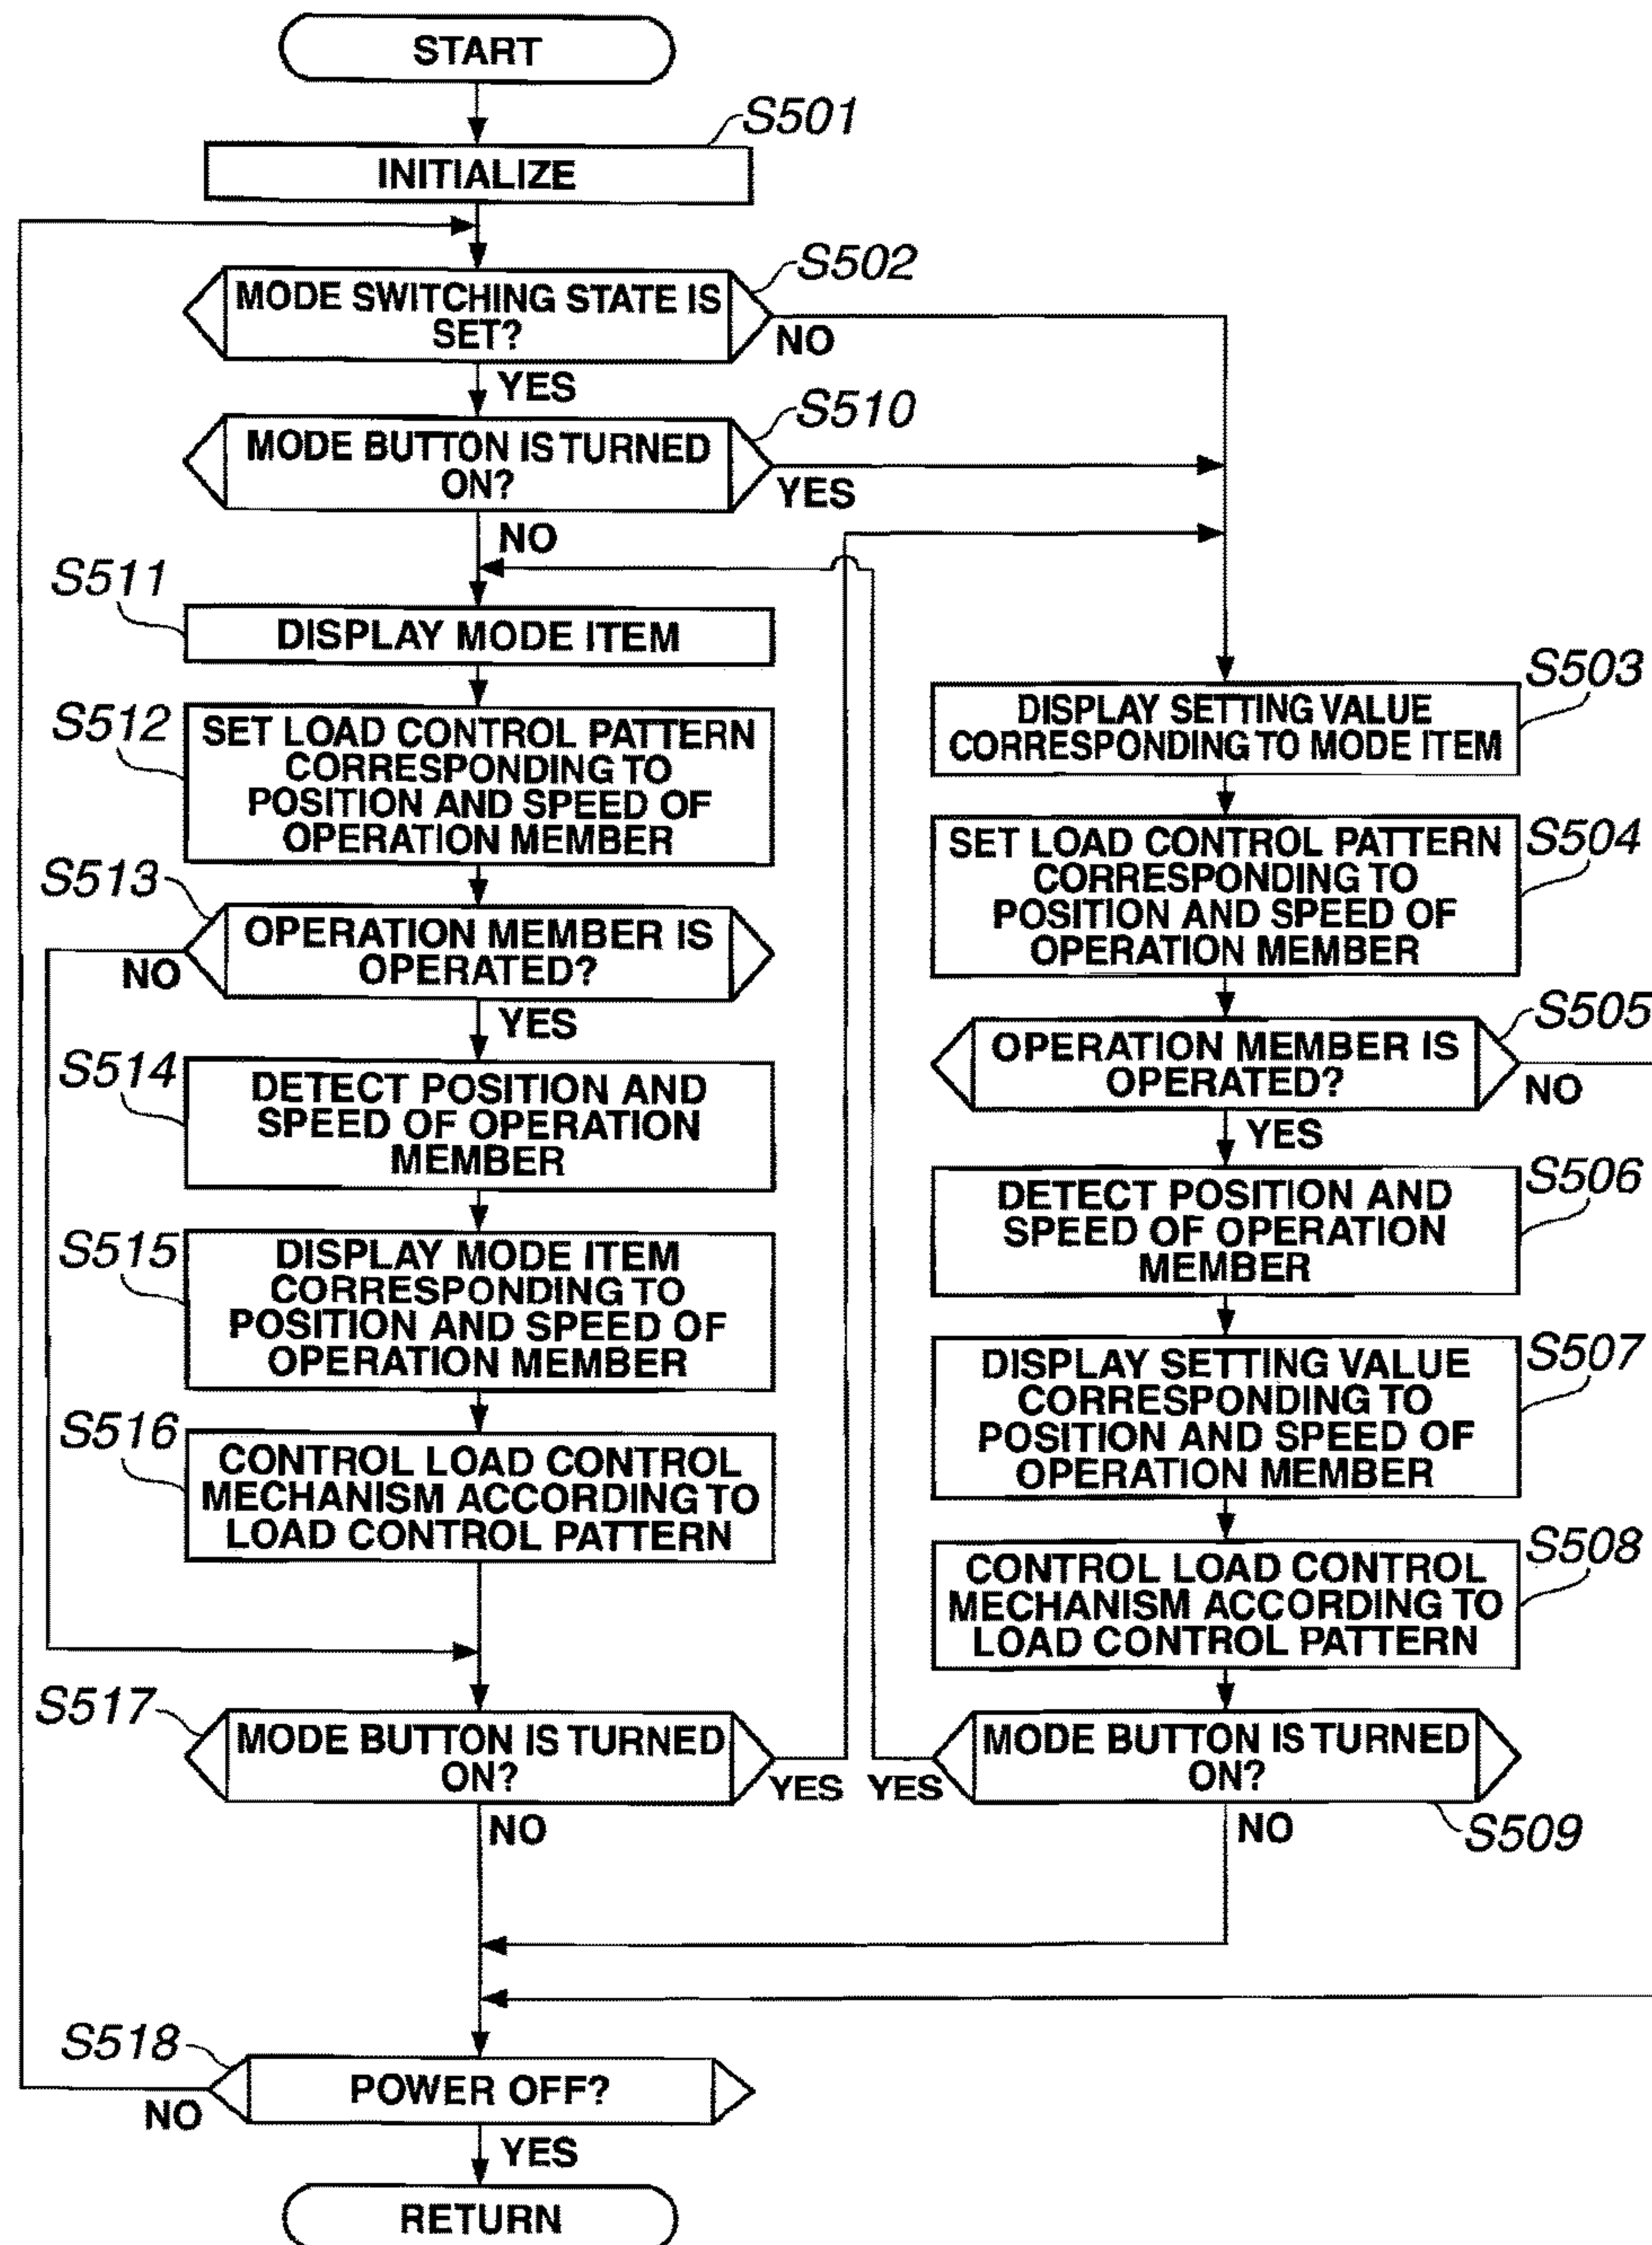 START
S501
INITIALIZE
S502
MODE SWITCHING STATE IS
SET?
NO
YES
S510
MODE BUTTON IS TURNED
ON?
YES
NO
S511
DISPLAY MODE ITEM
S512
SET LOAD CONTROL PATTERN
CORRESPONDING TO
POSITION AND SPEED OF
OPERATION MEMBER
S513
OPERATION MEMBER IS
OPERATED?
NO
YES
S514
DETECT POSITION AND
SPEED OF OPERATION
MEMBER
S515
DISPLAY MODE ITEM
CORRESPONDING TO
POSITION AND SPEED OF
OPERATION MEMBER
S516
CONTROL LOAD CONTROL
MECHANISM ACCORDING TO
LOAD CONTROL PATTERN
S517
MODE BUTTON IS TURNED
ON?
YES
NO
S503
DISPLAY SETTING VALUE
CORRESPONDING TO MODE ITEM
S504
SET LOAD CONTROL PATTERN
CORRESPONDING TO
POSITION AND SPEED OF
OPERATION MEMBER
S505
OPERATION MEMBER IS
OPERATED?
NO
YES
S506
DETECT POSITION AND
SPEED OF OPERATION
MEMBER
S507
DISPLAY SETTING VALUE
CORRESPONDING TO
POSITION AND SPEED OF
OPERATION MEMBER
S508
CONTROL LOAD CONTROL
MECHANISM ACCORDING TO
LOAD CONTROL PATTERN
MODE BUTTON IS TURNED
ON?
YES
NO
S509
S518
POWER OFF?
NO
YES
RETURN